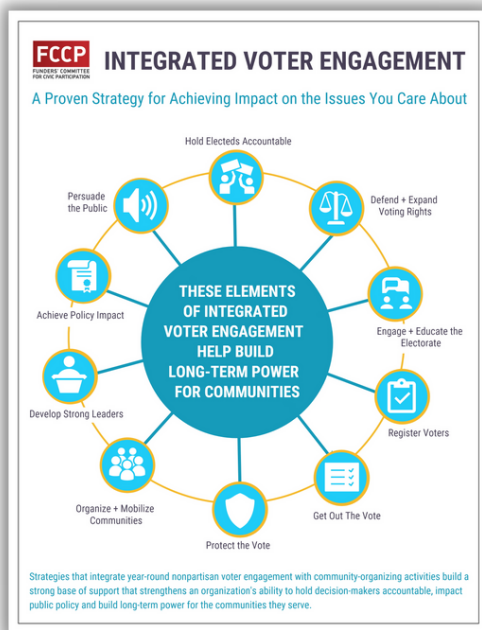 FCCP
FUNDERS' COMMITTEE
FOR CIVIC PARTICIPATION
INTEGRATED VOTER ENGAGEMENT
A Proven Strategy for Achieving Impact on the Issues You Care About
Hold Electeds Accountable
Defend + Expand
Voting Rights
Engage + Educate the
Electorate
Register Voters
Get Out The Vote
Protect the Vote
Organize + Mobilize
Communities
Develop Strong Leaders
Achieve Policy Impact
Persuade
the Public
THESE ELEMENTS
OF INTEGRATED
VOTER ENGAGEMENT
HELP BUILD
LONG-TERM POWER
FOR COMMUNITIES
Strategies that integrate year-round nonpartisan voter engagement with community-organizing activities build a
strong base of support that strengthens an organization's ability to hold decision-makers accountable, impact
public policy and build long-term power for the communities they serve.